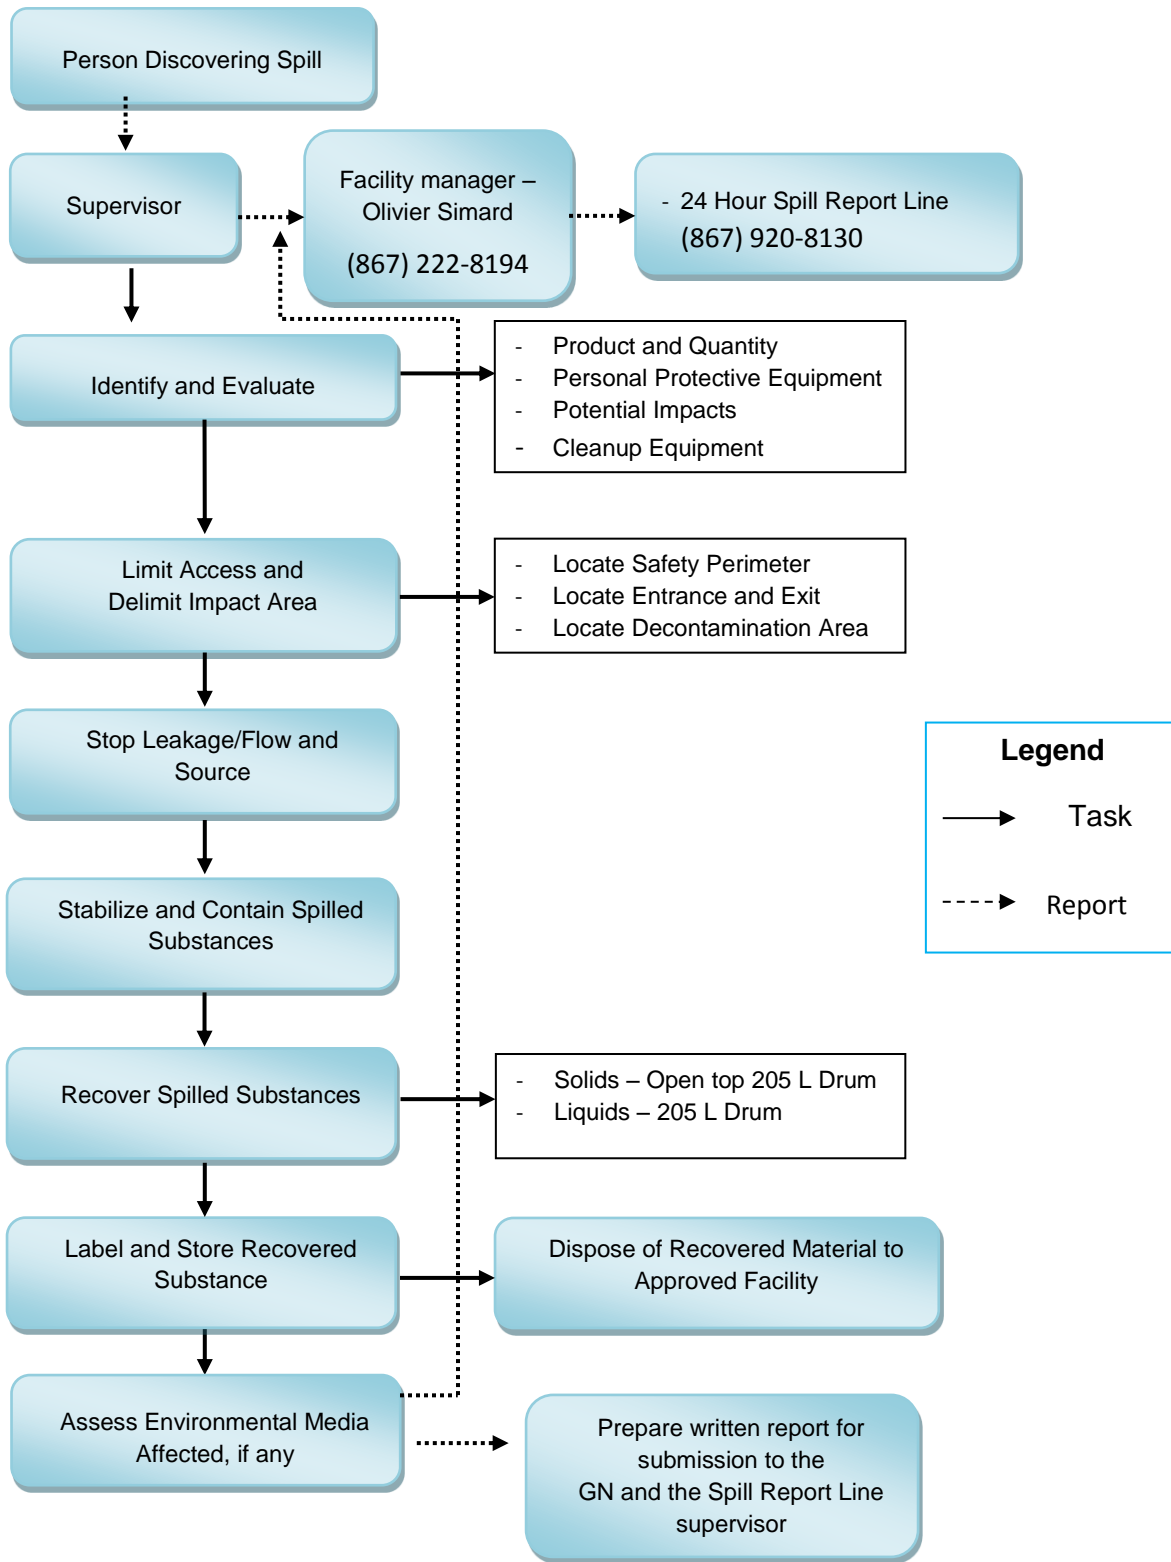 Person Discovering Spill
Supervisor
Facility manager –
Olivier Simard
(867) 222-8194
- 24 Hour Spill Report Line
(867) 920-8130
Identify and Evaluate
- Product and Quantity
- Personal Protective Equipment
- Potential Impacts
- Cleanup Equipment
Limit Access and
Delimit Impact Area
- Locate Safety Perimeter
- Locate Entrance and Exit
- Locate Decontamination Area
Stop Leakage/Flow and
Source
Legend
Task
Report
Stabilize and Contain Spilled
Substances
Recover Spilled Substances
- Solids – Open top 205 L Drum
- Liquids – 205 L Drum
Label and Store Recovered
Substance
Dispose of Recovered Material to
Approved Facility
Assess Environmental Media
Affected, if any
Prepare written report for
submission to the
GN and the Spill Report Line
supervisor